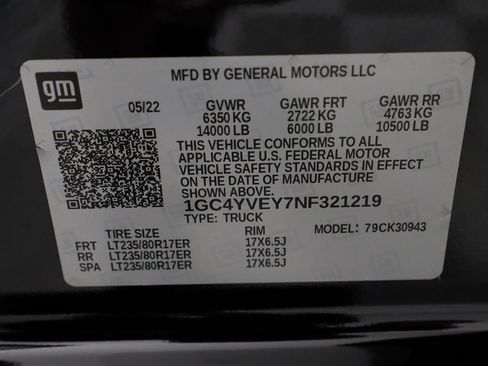 gm
MFD BY GENERAL MOTORS LLC
05/22 GVWR GAWR FRT GAWR RR
6350 KG 2722 KG 4763 KG
14000 LB 6000 LB 10500 LB
THIS VEHICLE CONFORMS TO ALL
APPLICABLE U.S. FEDERAL MOTOR
VEHICLE SAFETY STANDARDS IN EFFECT
ON THE DATE OF MANUFACTURE
SHOWN ABOVE.
1GC4YVEY7NF321219
TYPE: TRUCK
TIRE SIZE RIM MODEL: 79CK30943
FRT LT235/80R17ER 17X6.5J
RR LT235/80R17ER 17X6.5J
SPA LT235/80R17ER 17X6.5J